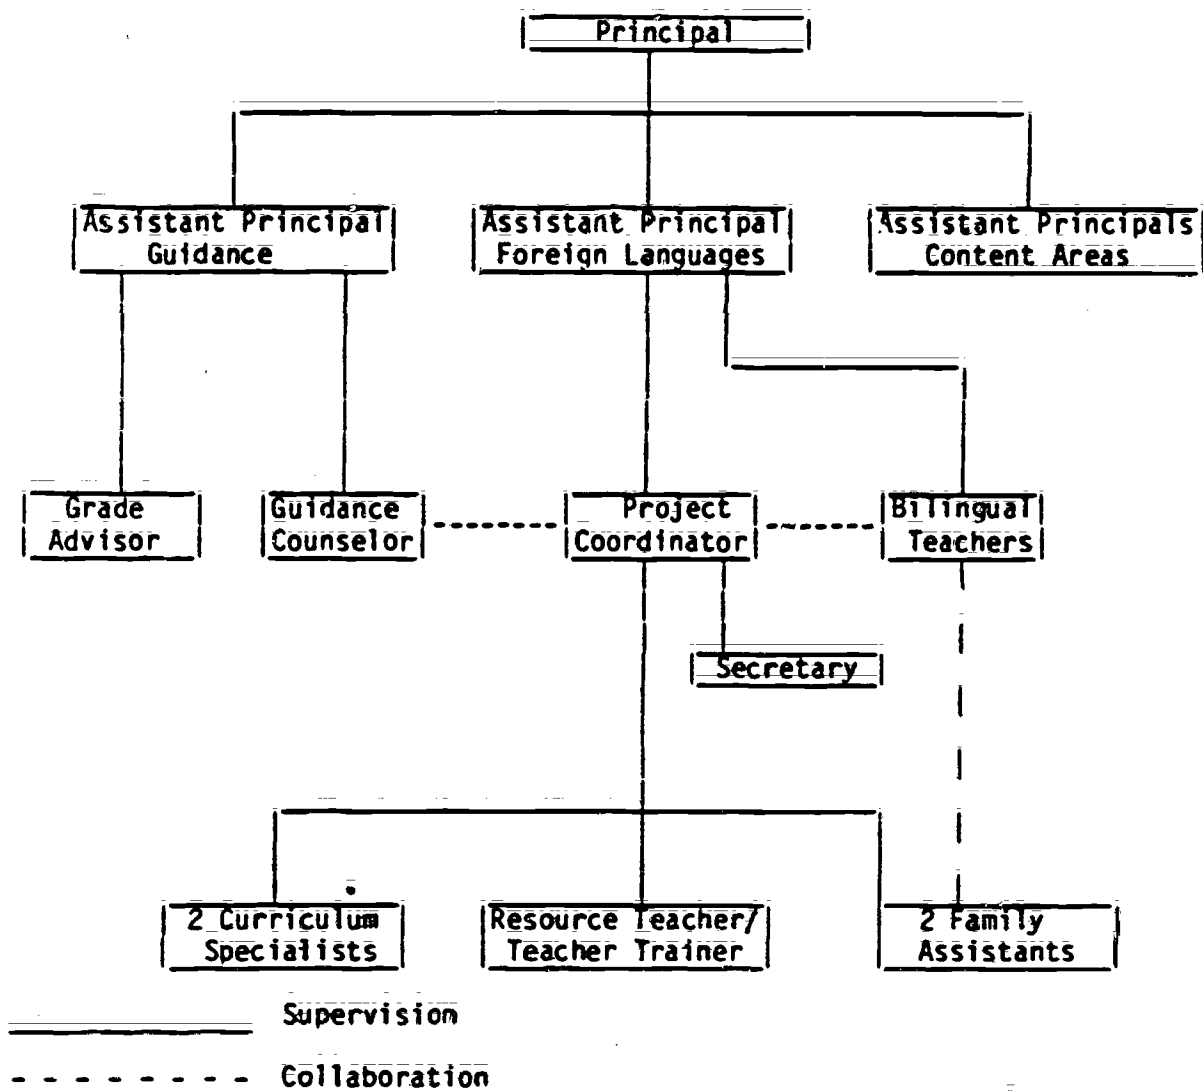 Principal
Assistant Principal
Guidance
Assistant Principal
Foreign Languages
Assistant Principals
Content Areas
Grade
Advisor
Guidance
Counselor
Project
Coordinator
Bilingual
Teachers
Secretary
2 Curriculum
Specialists
Resource Teacher/
Teacher Trainer
2 Family
Assistants
Supervision
Collaboration